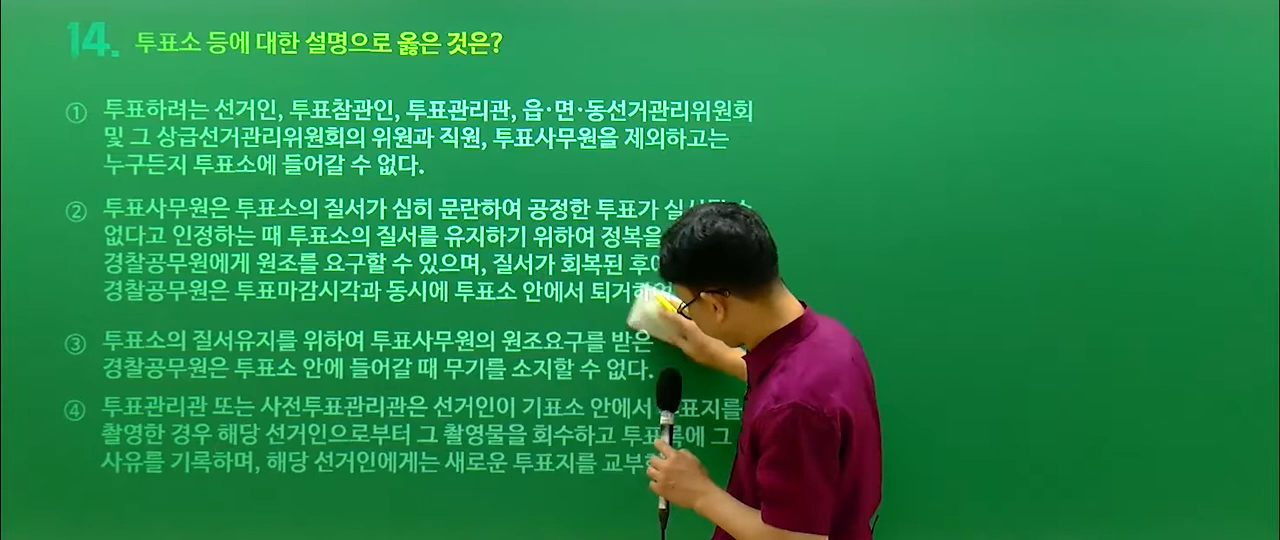 14. 투표소 등에 대한 설명으로 옳은 것은?
① 투표하려는 선거인, 투표참관인, 투표관리관, 읍·면·동선거관리위원회
및 그 상급선거관리위원회의 위원과 직원, 투표사무원을 제외하고는
누구든지 투표소에 들어갈 수 없다.
② 투표사무원은 투표소의 질서가 심히 문란하여 공정한 투표가
없다고 인정하는 때 투표소의 질서를 유지하기 위하여 정복을
경찰공무원에게 원조를 요구할 수 있으며, 질서가 회복된
경찰공무원은 투표마감시각과 동시에 투표소 안에서
③ 투표소의 질서유지를 위하여 투표사무원의 원조요구를 받은
경찰공무원은 투표소 안에 들어갈 때 무기를 소지할 수 없다.
④ 투표관리관 또는 사전투표관리관은 선거인이 기표소 안에서
촬영한 경우 해당 선거인으로부터 그 촬영물을 회수하고 그
사유를 기록하며, 해당 선거인에게는 새로운 투표지를